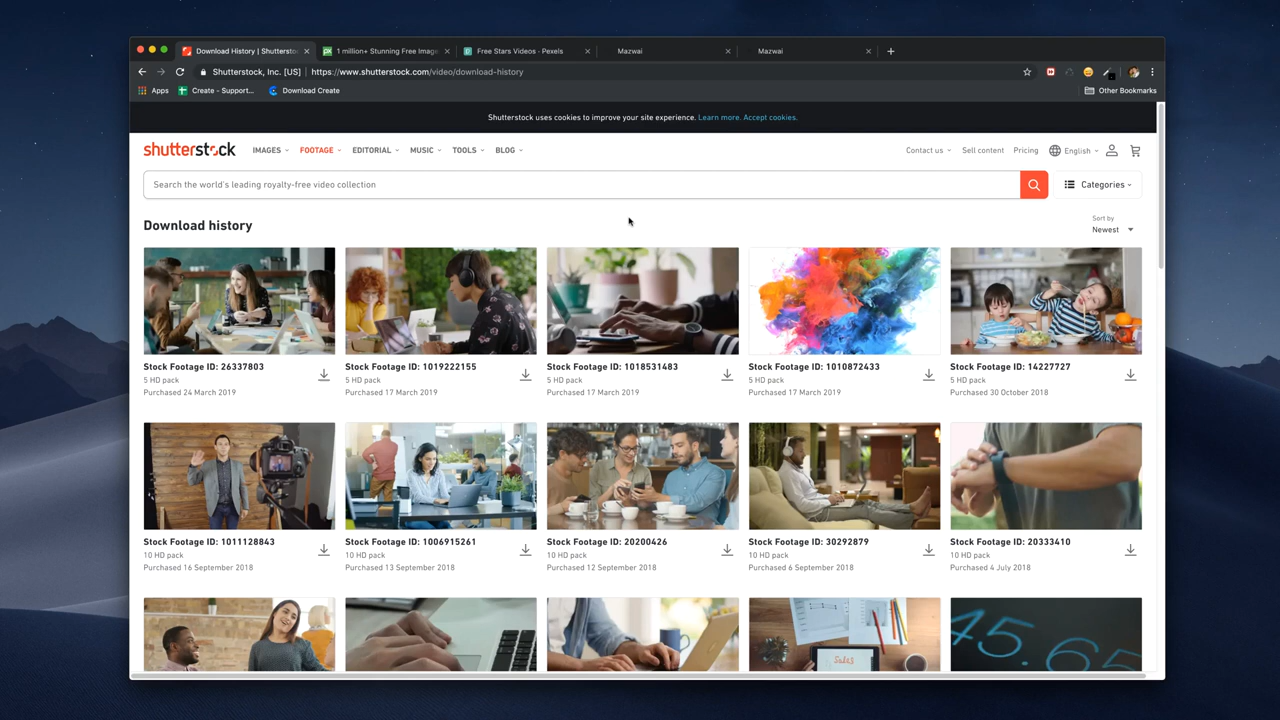 Download History | Shuttersto
1 million+ Stunning Free Image
Free Stars Videos · Pexels
Mazwai
Mazwai
Shutterstock, Inc. [US] | https://www.shutterstock.com/video/download-history
Apps
Create - Support...
Download Create
Other Bookmarks
Shutterstock uses cookies to improve your site experience. Learn more. Accept cookies.
shutterstock
IMAGES
FOOTAGE
EDITORIAL
MUSIC
TOOLS
BLOG
Contact us
Sell content
Pricing
English
Search the world's leading royalty-free video collection
Categories
Download history
Sort by
Newest
Stock Footage ID: 26337803
5 HD pack
Purchased 24 March 2019
Stock Footage ID: 1019222155
5 HD pack
Purchased 17 March 2019
Stock Footage ID: 1018531483
5 HD pack
Purchased 17 March 2019
Stock Footage ID: 1010872433
5 HD pack
Purchased 17 March 2019
Stock Footage ID: 14227727
5 HD pack
Purchased 30 October 2018
Stock Footage ID: 1011128843
10 HD pack
Purchased 16 September 2018
Stock Footage ID: 1006915261
10 HD pack
Purchased 13 September 2018
Stock Footage ID: 20200426
10 HD pack
Purchased 12 September 2018
Stock Footage ID: 30292879
10 HD pack
Purchased 6 September 2018
Stock Footage ID: 20333410
10 HD pack
Purchased 4 July 2018
Sales
45.65